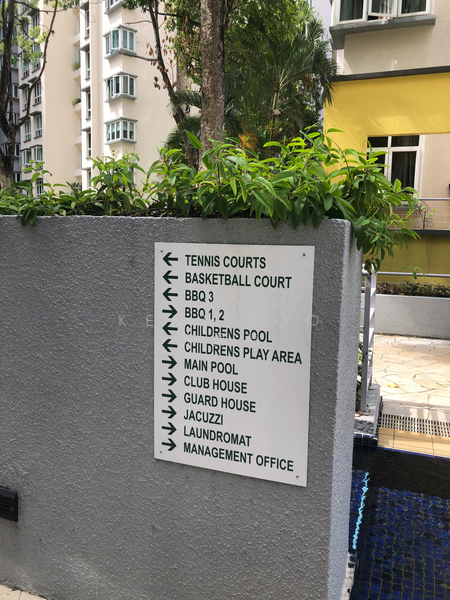 ← TENNIS COURTS
← BASKETBALL COURT
← BBQ 3
→ BBQ 1, 2
← CHILDRENS POOL
← CHILDRENS PLAY AREA
→ MAIN POOL
→ CLUB HOUSE
→ GUARD HOUSE
→ JACUZZI
→ LAUNDROMAT
→ MANAGEMENT OFFICE